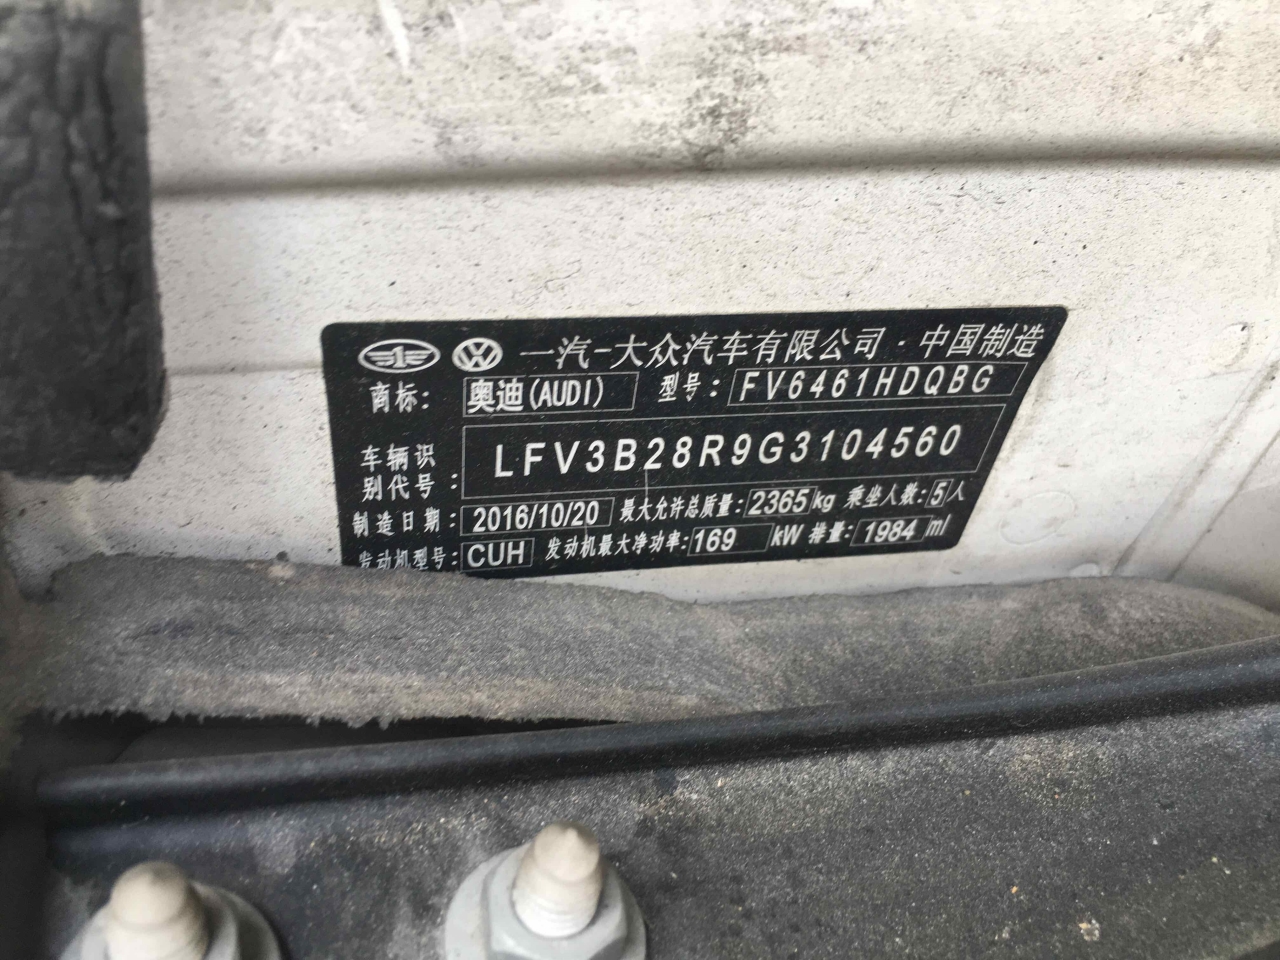 一汽-大众汽车有限公司·中国制造
商标: 奥迪(AUDI) 型号: FV6461HDQBG
车辆识别代号: LFV3B28R9G3104560
制造日期: 2016/10/20 最大允许总质量: 2365kg 乘坐人数: 5人
发动机型号: CUH 发动机最大净功率: 169 kW 排量: 1984 ml